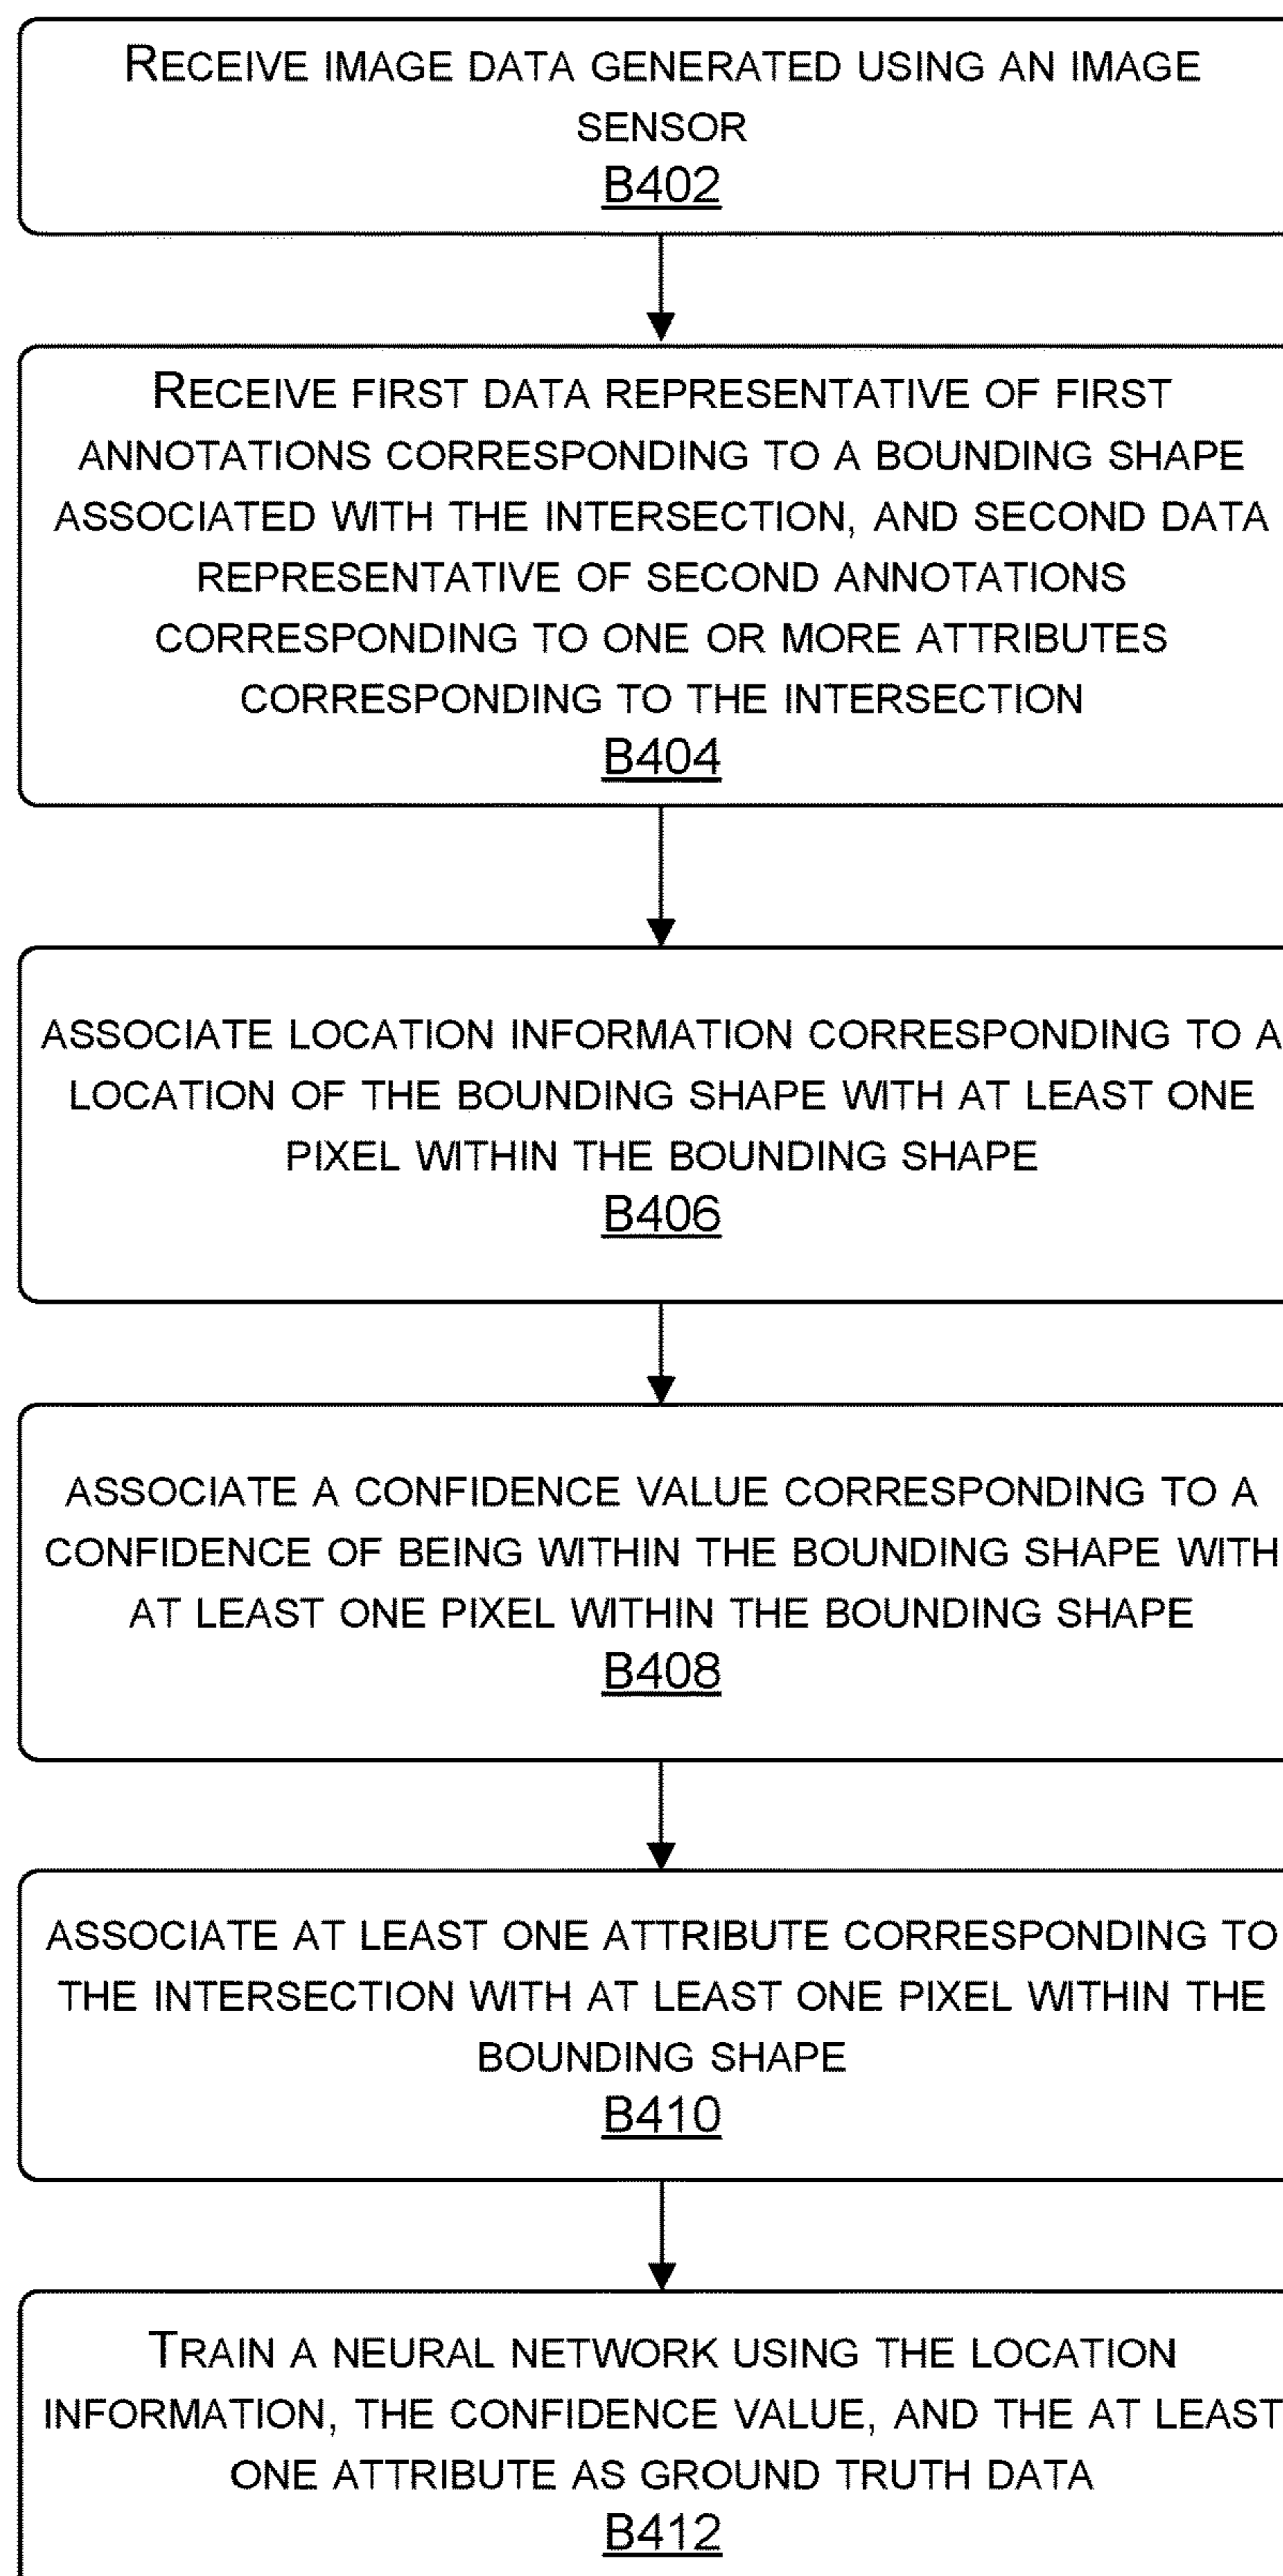 RECEIVE IMAGE DATA GENERATED USING AN IMAGE
SENSOR
B402
RECEIVE FIRST DATA REPRESENTATIVE OF FIRST
ANNOTATIONS CORRESPONDING TO A BOUNDING SHAPE
ASSOCIATED WITH THE INTERSECTION, AND SECOND DATA
REPRESENTATIVE OF SECOND ANNOTATIONS
CORRESPONDING TO ONE OR MORE ATTRIBUTES
CORRESPONDING TO THE INTERSECTION
B404
ASSOCIATE LOCATION INFORMATION CORRESPONDING TO A
LOCATION OF THE BOUNDING SHAPE WITH AT LEAST ONE
PIXEL WITHIN THE BOUNDING SHAPE
B406
ASSOCIATE A CONFIDENCE VALUE CORRESPONDING TO A
CONFIDENCE OF BEING WITHIN THE BOUNDING SHAPE WITH
AT LEAST ONE PIXEL WITHIN THE BOUNDING SHAPE
B408
ASSOCIATE AT LEAST ONE ATTRIBUTE CORRESPONDING TO
THE INTERSECTION WITH AT LEAST ONE PIXEL WITHIN THE
BOUNDING SHAPE
B410
TRAIN A NEURAL NETWORK USING THE LOCATION
INFORMATION, THE CONFIDENCE VALUE, AND THE AT LEAST
ONE ATTRIBUTE AS GROUND TRUTH DATA
B412